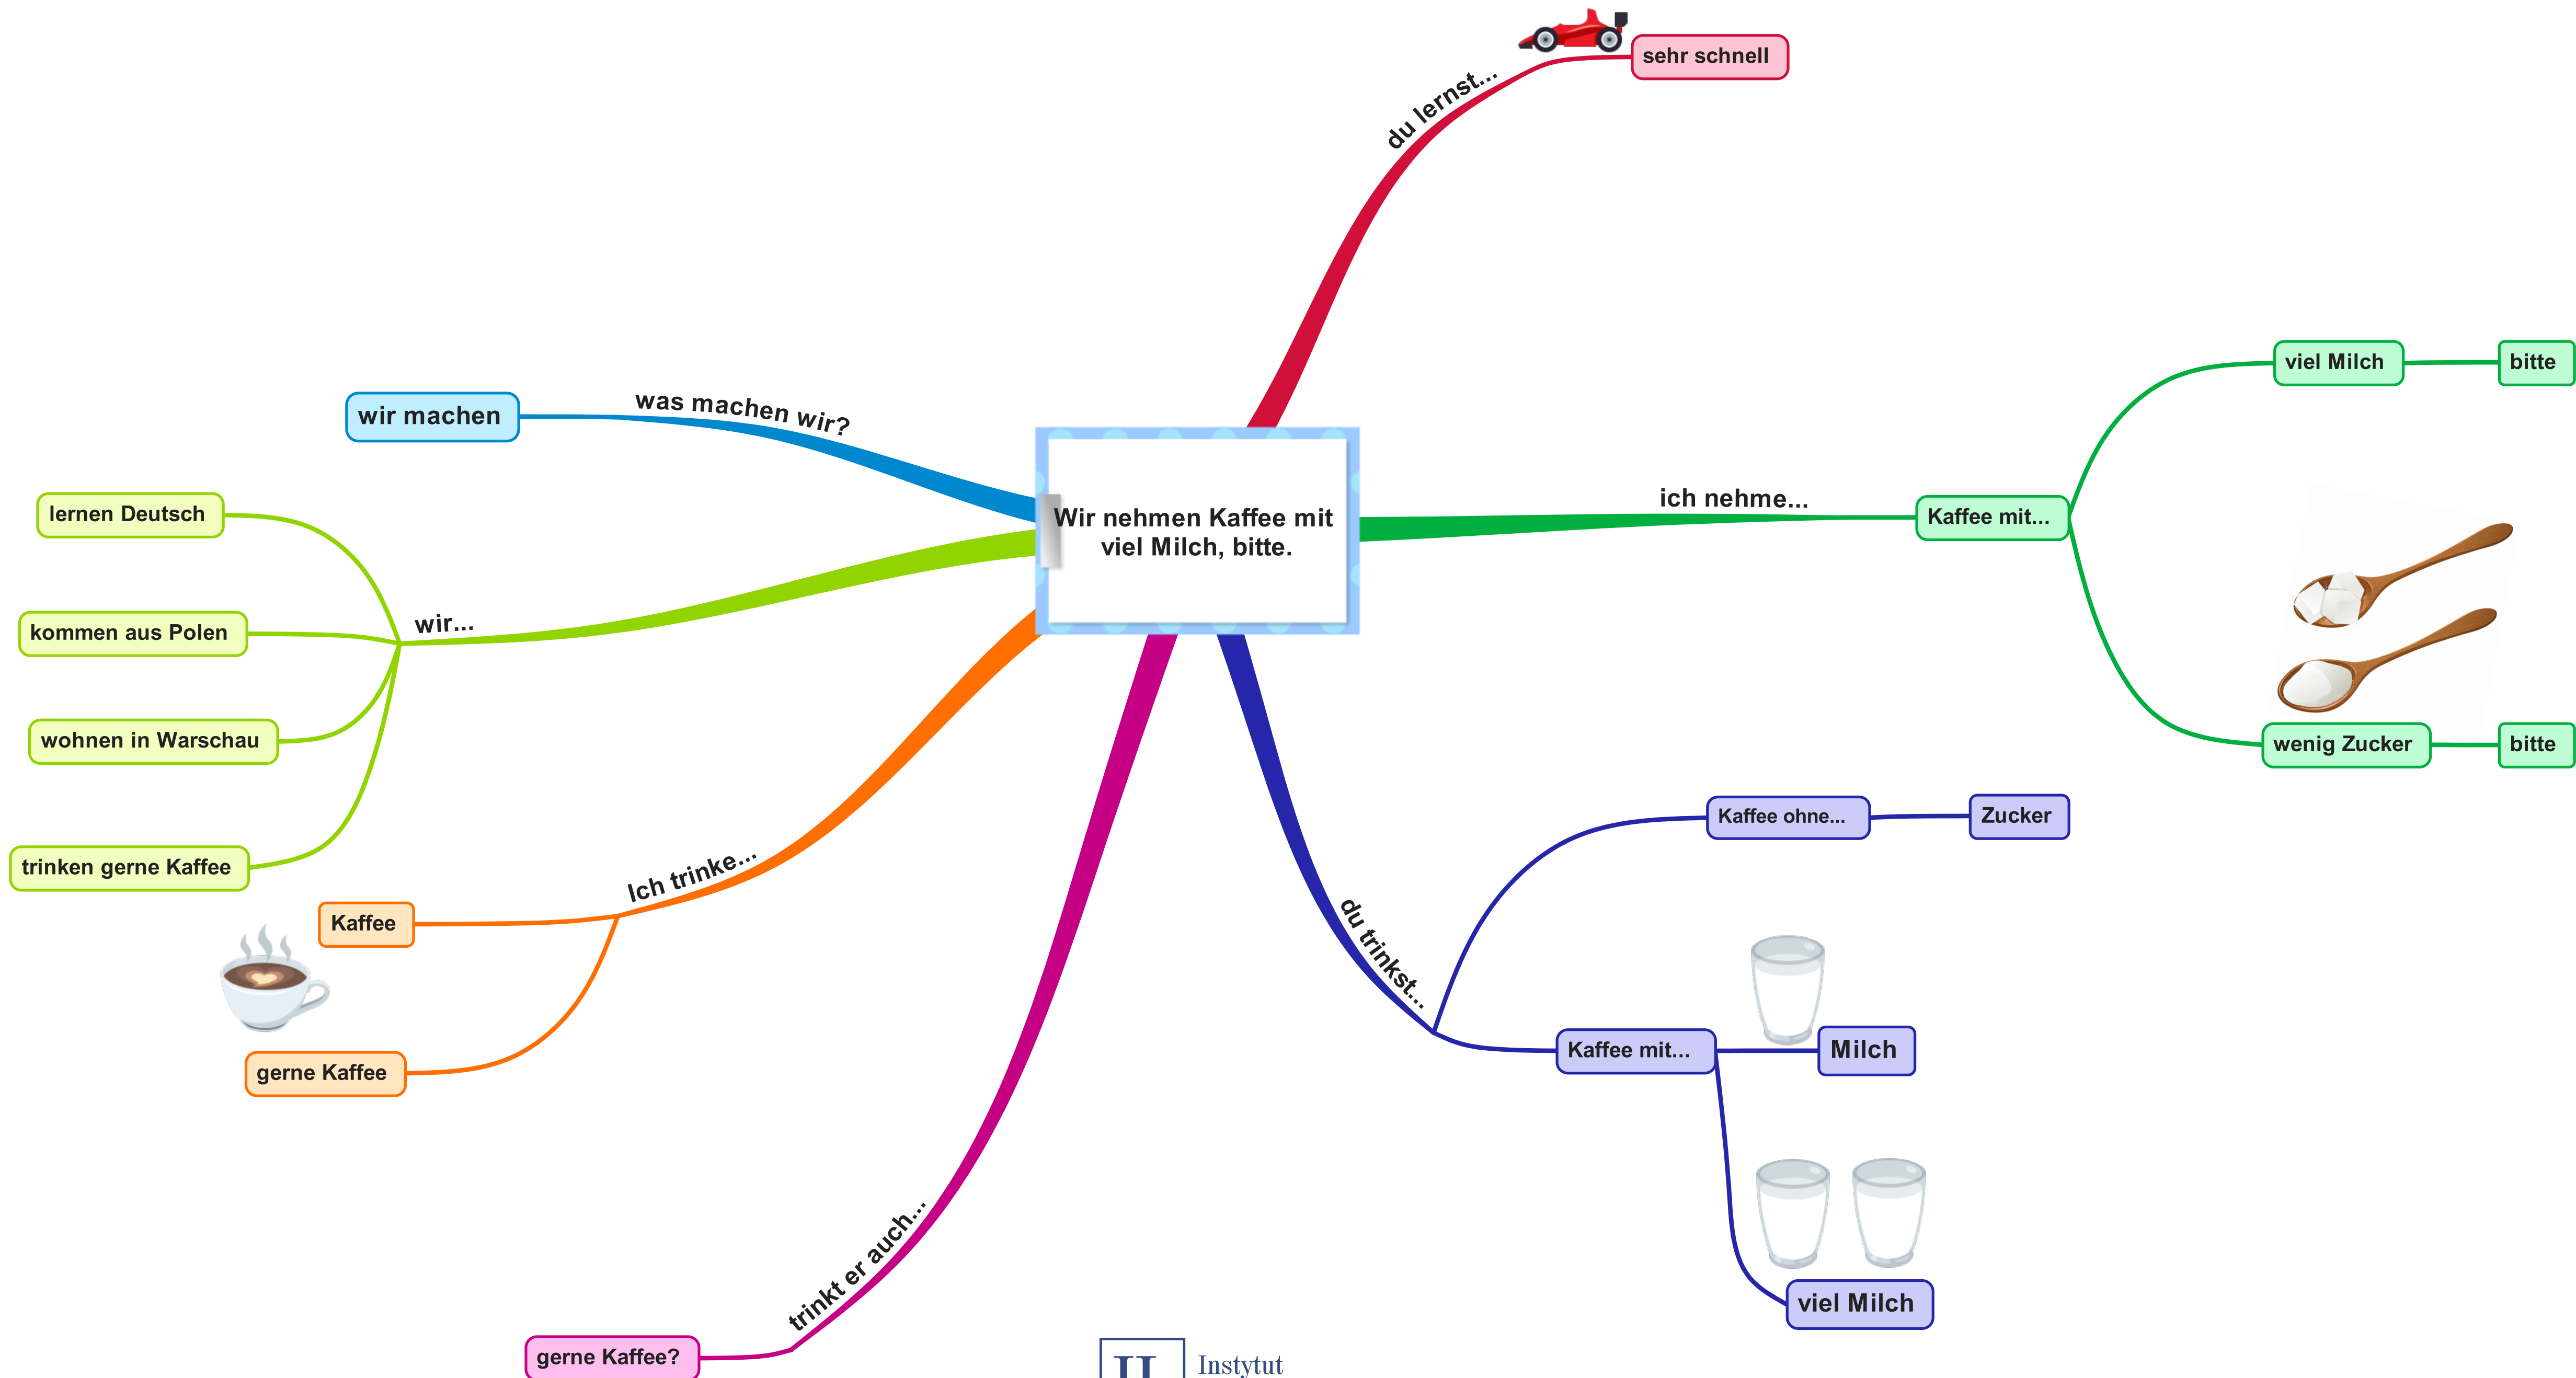 sehr schnell
du lernst...
was machen wir?
wir machen
viel Milch
bitte
ich nehme...
Kaffee mit...
Wir nehmen Kaffee mit
viel Milch, bitte.
lernen Deutsch
wir...
kommen aus Polen
wohnen in Warschau
trinken gerne Kaffee
wenig Zucker
bitte
Kaffee ohne...
Zucker
Ich trinke...
Kaffee
gerne Kaffee
du trinkst...
Kaffee mit...
Milch
viel Milch
trinkt er auch...
gerne Kaffee?
Instytut